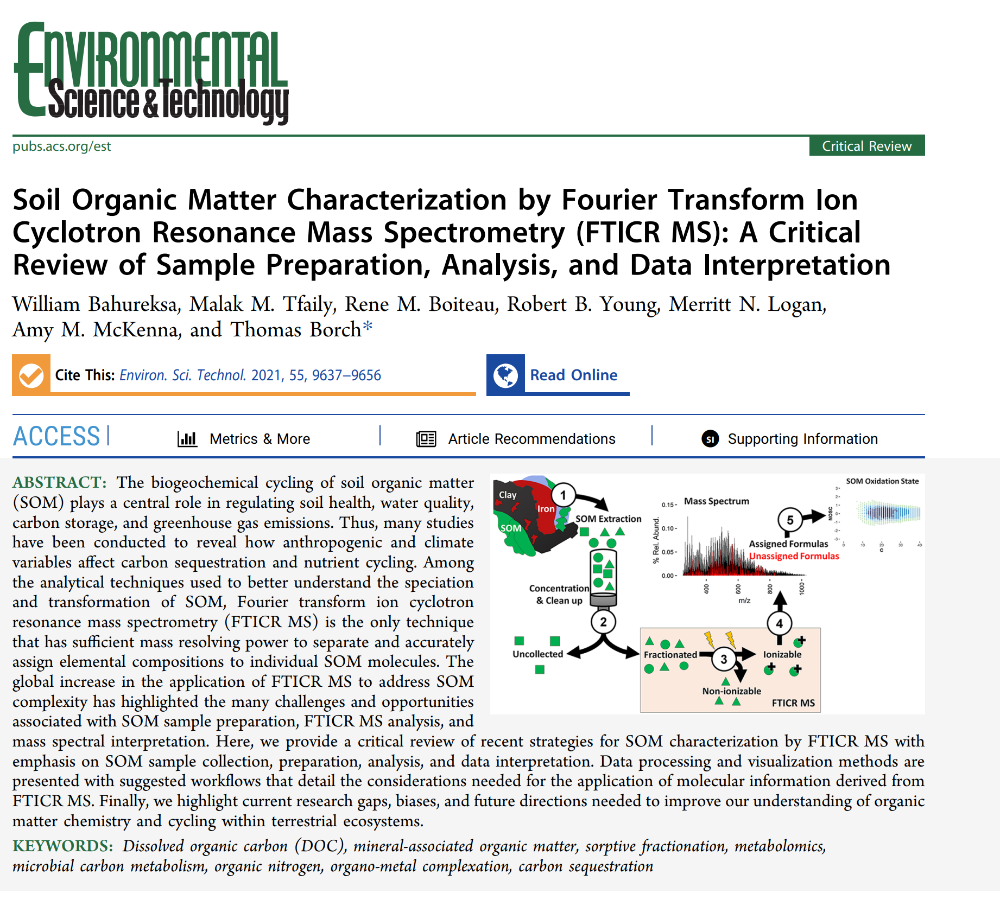 ENVIRONMENTAL
Science & Technology
pubs.acs.org/est
Critical Review
Soil Organic Matter Characterization by Fourier Transform Ion
Cyclotron Resonance Mass Spectrometry (FTICR MS): A Critical
Review of Sample Preparation, Analysis, and Data Interpretation
William Bahureksa, Malak M. Tfaily, Rene M. Boiteau, Robert B. Young, Merritt N. Logan,
Amy M. McKenna, and Thomas Borch*
Cite This: Environ. Sci. Technol. 2021, 55, 9637–9656
Read Online
ACCESS
Metrics & More
Article Recommendations
SI
Supporting Information
ABSTRACT: The biogeochemical cycling of soil organic matter
(SOM) plays a central role in regulating soil health, water quality,
carbon storage, and greenhouse gas emissions. Thus, many studies
have been conducted to reveal how anthropogenic and climate
variables affect carbon sequestration and nutrient cycling. Among
the analytical techniques used to better understand the speciation
and transformation of SOM, Fourier transform ion cyclotron
resonance mass spectrometry (FTICR MS) is the only technique
that has sufficient mass resolving power to separate and accurately
assign elemental compositions to individual SOM molecules. The
global increase in the application of FTICR MS to address SOM
complexity has highlighted the many challenges and opportunities
associated with SOM sample preparation, FTICR MS analysis, and
mass spectral interpretation. Here, we provide a critical review of recent strategies for SOM characterization by FTICR MS with
emphasis on SOM sample collection, preparation, analysis, and data interpretation. Data processing and visualization methods are
presented with suggested workflows that detail the considerations needed for the application of molecular information derived from
FTICR MS. Finally, we highlight current research gaps, biases, and future directions needed to improve our understanding of organic
matter chemistry and cycling within terrestrial ecosystems.
Clay
Iron
SOM
1
SOM Extraction
Concentration
& Clean up
2
Uncollected
Fractionated
3
Ionizable
Non-ionizable
FTICR MS
4
Mass Spectrum
% Rel. Abund.
0.15
0.10
0.05
0.00
400
600
800
1000
m/z
Assigned Formulas
Unassigned Formulas
5
SOM Oxidation State
NOSC
3
2
1
0
-1
-2
-3
0
10
20
30
40
C
KEYWORDS: Dissolved organic carbon (DOC), mineral-associated organic matter, sorptive fractionation, metabolomics,
microbial carbon metabolism, organic nitrogen, organo-metal complexation, carbon sequestration